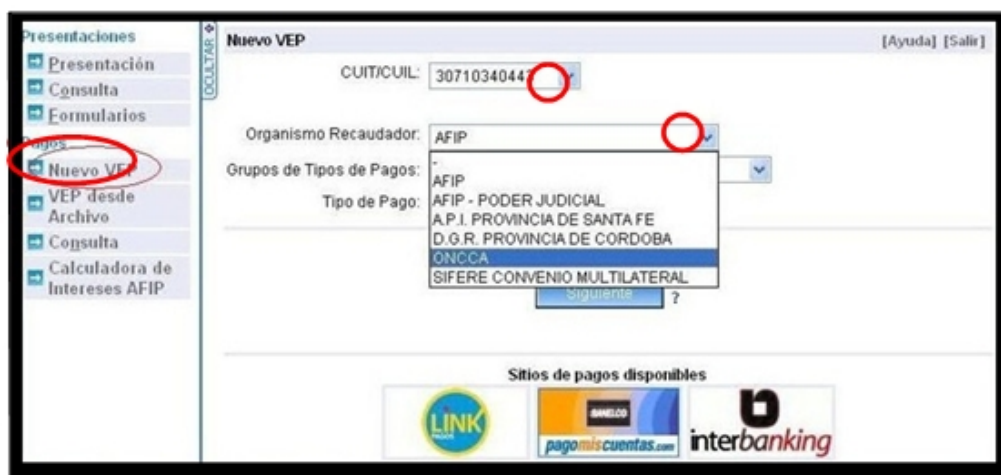 Presentaciones
Presentación
Consulta
Formularios
Pagos
Nuevo VEP
VEP desde
Archivo
Consulta
Calculadora de
Intereses AFIP
OCULTAR
Nuevo VEP [Ayuda] [Salir]
CUIT/CUIL: 30710340443
Organismo Recaudador: AFIP
Grupos de Tipos de Pagos:
Tipo de Pago:
-
AFIP
AFIP - PODER JUDICIAL
A.P.I. PROVINCIA DE SANTA FE
D.G.R. PROVINCIA DE CORDOBA
ONCCA
SIFERE CONVENIO MULTILATERAL
Siguiente ?
Sitios de pagos disponibles
LINK
PAGOS
BANELCO
pagomiscuentas.com
interbanking